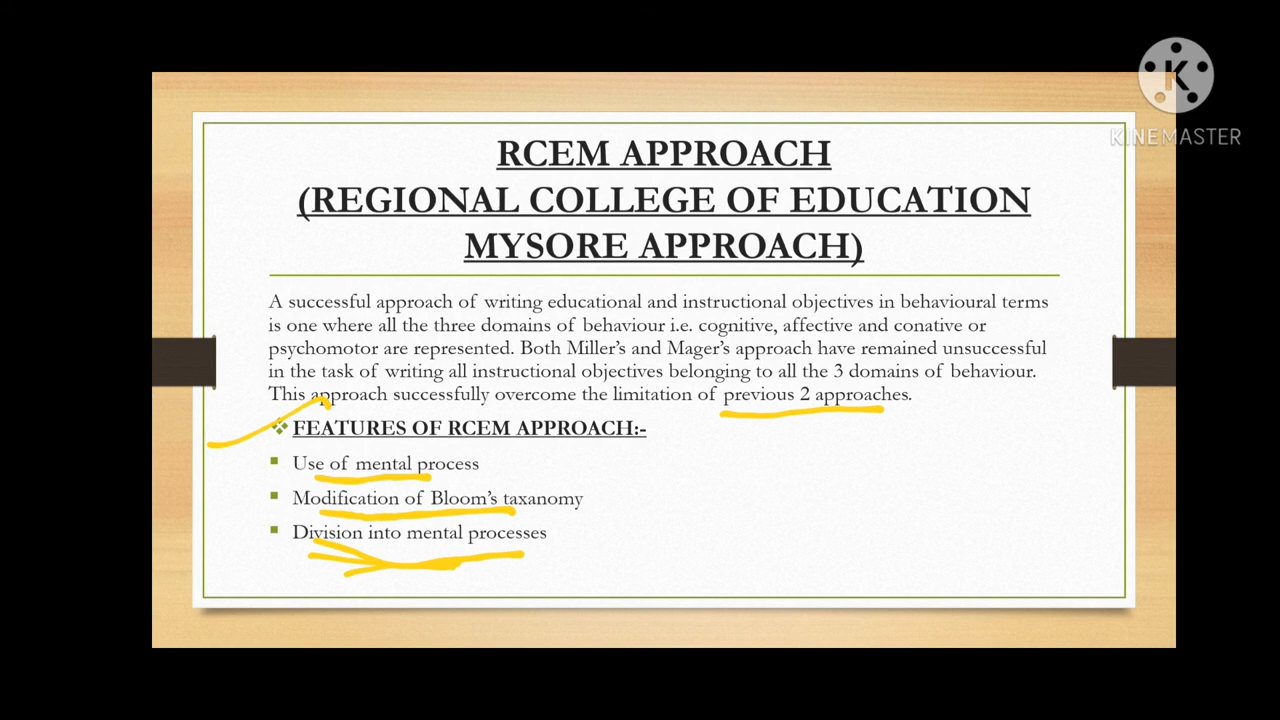 K
KINEMASTER
RCEM APPROACH
(REGIONAL COLLEGE OF EDUCATION
MYSORE APPROACH)
A successful approach of writing educational and instructional objectives in behavioural terms
is one where all the three domains of behaviour i.e. cognitive, affective and conative or
psychomotor are represented. Both Miller's and Mager's approach have remained unsuccessful
in the task of writing all instructional objectives belonging to all the 3 domains of behaviour.
This approach successfully overcome the limitation of previous 2 approaches.
FEATURES OF RCEM APPROACH:-
Use of mental process
Modification of Bloom's taxanomy
Division into mental processes